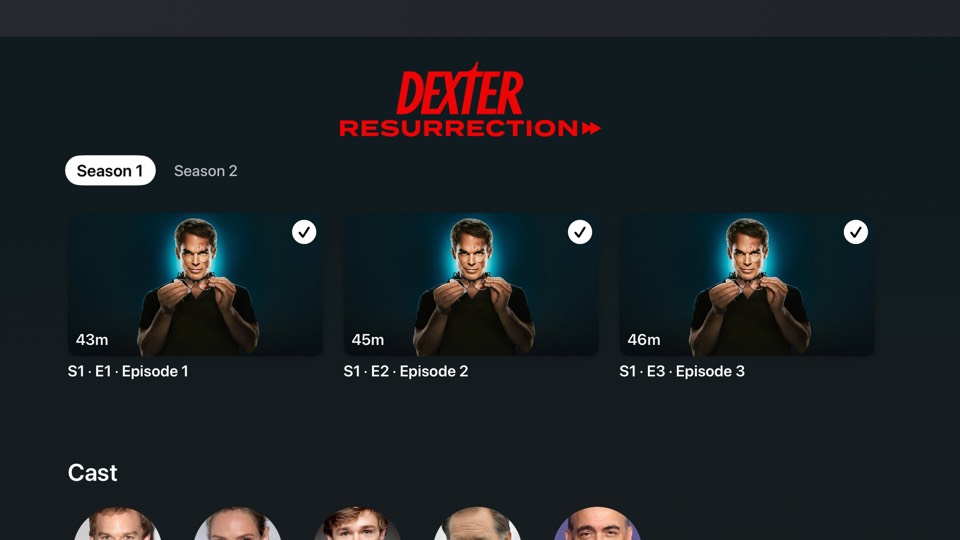 DEXTER
RESURRECTION
Season 1
Season 2
43m
45m
46m
S1 · E1 · Episode 1
S1 · E2 · Episode 2
S1 · E3 · Episode 3
Cast